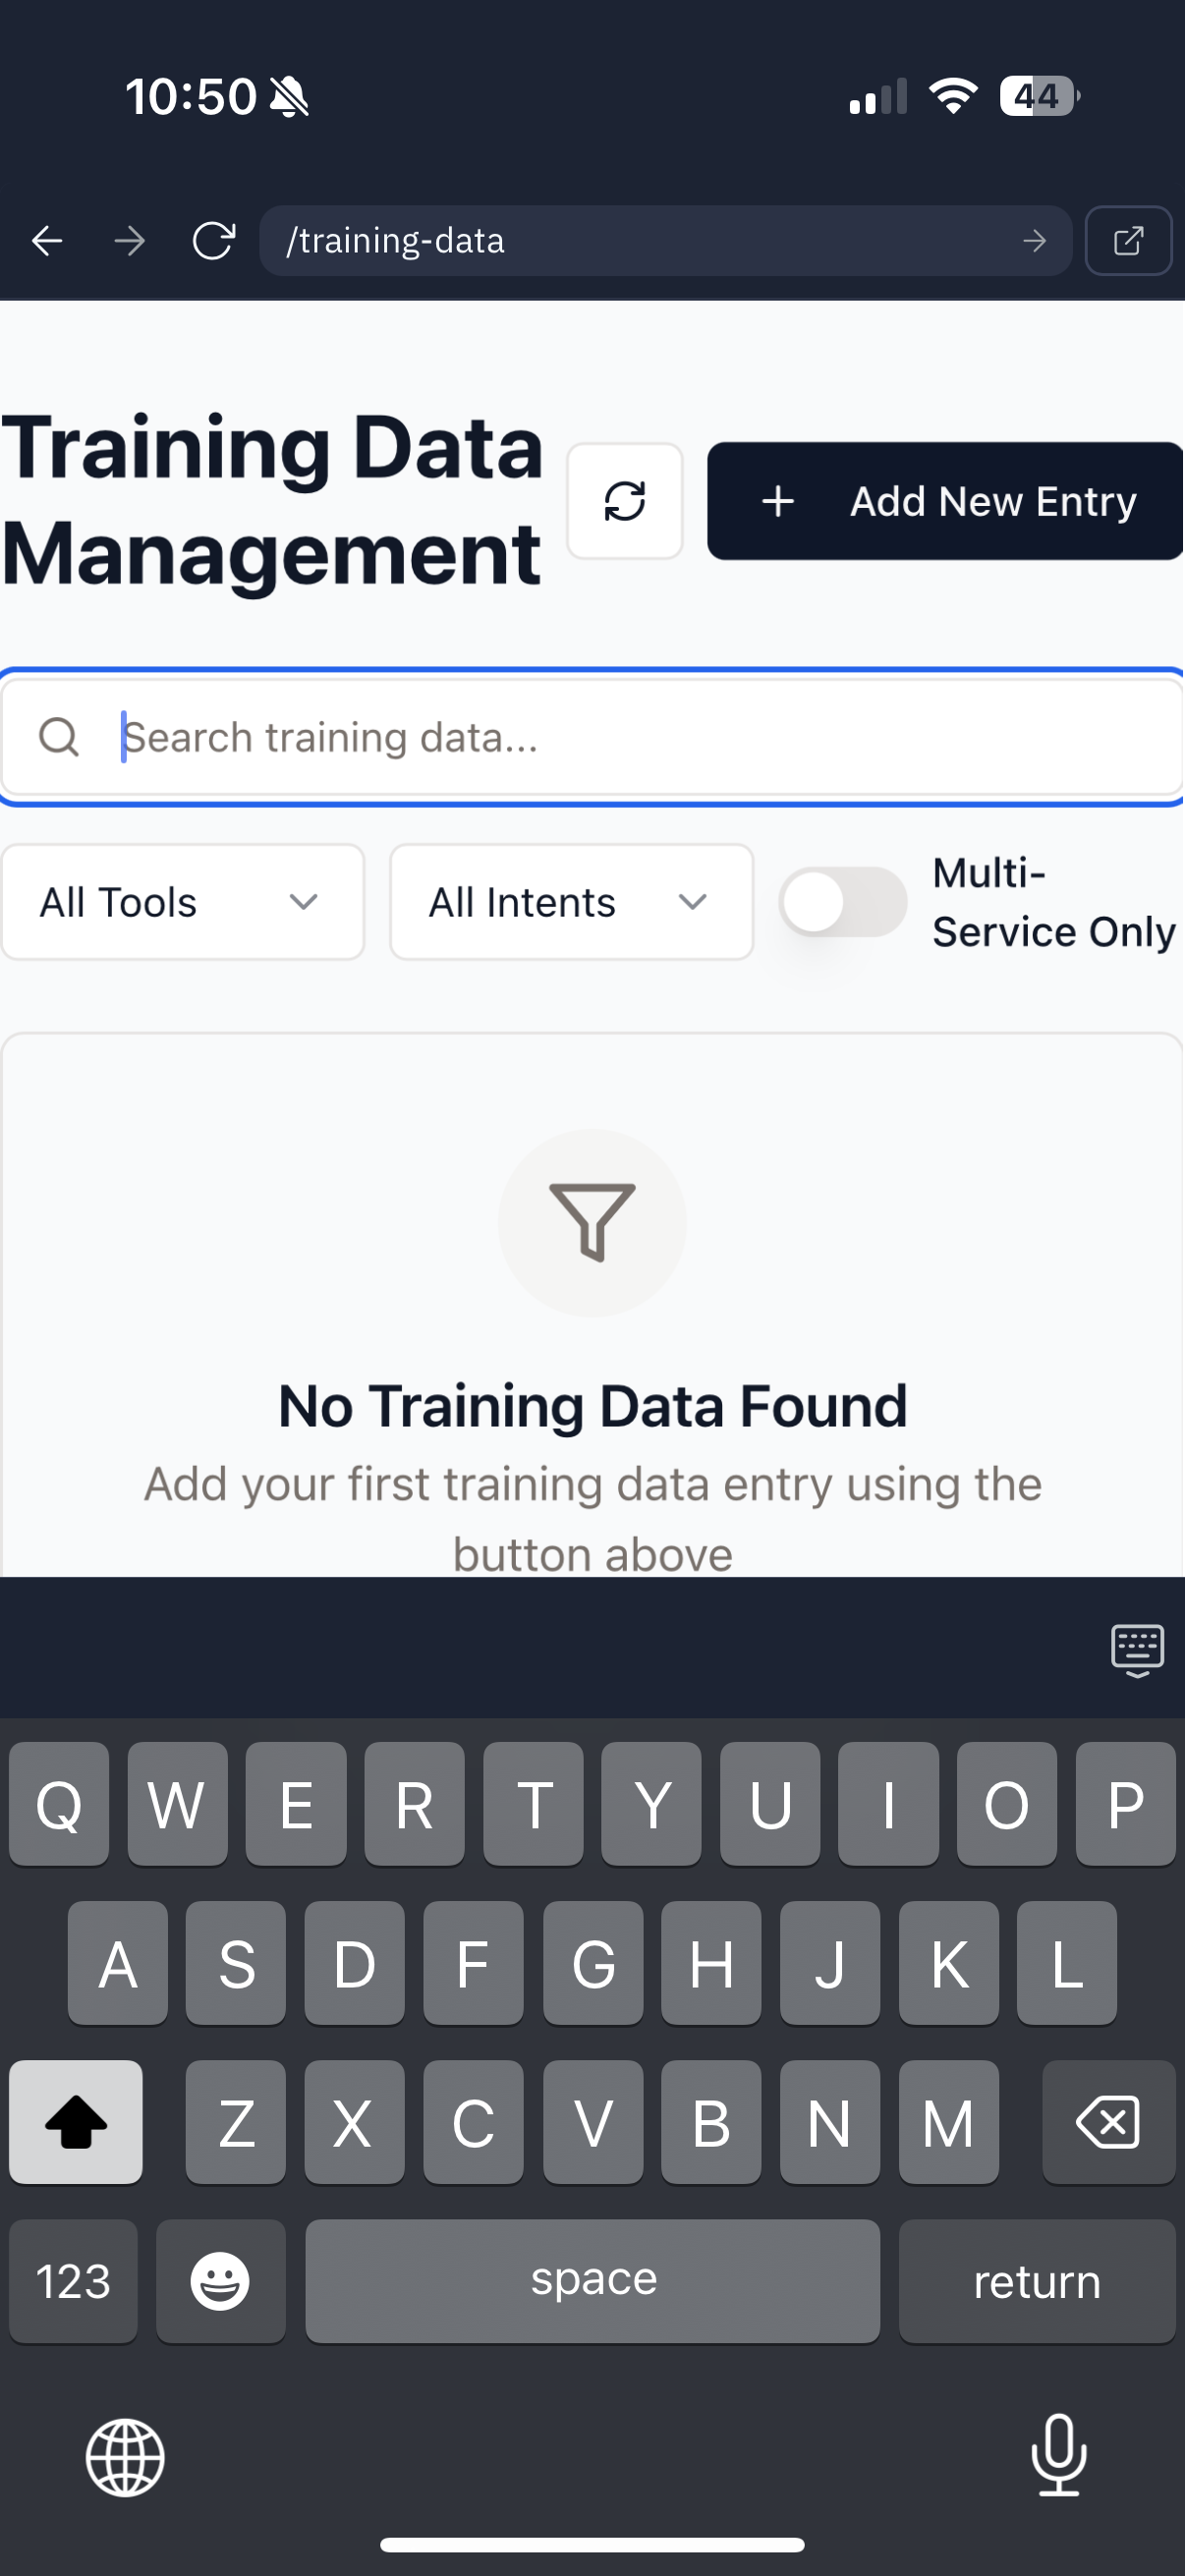 10:50
44
/training-data
Training Data
Management
Add New Entry
Search training data...
All Tools
All Intents
Multi-
Service Only
No Training Data Found
Add your first training data entry using the
button above
Q W E R T Y U I O P
A S D F G H J K L
Z X C V B N M
123 space return